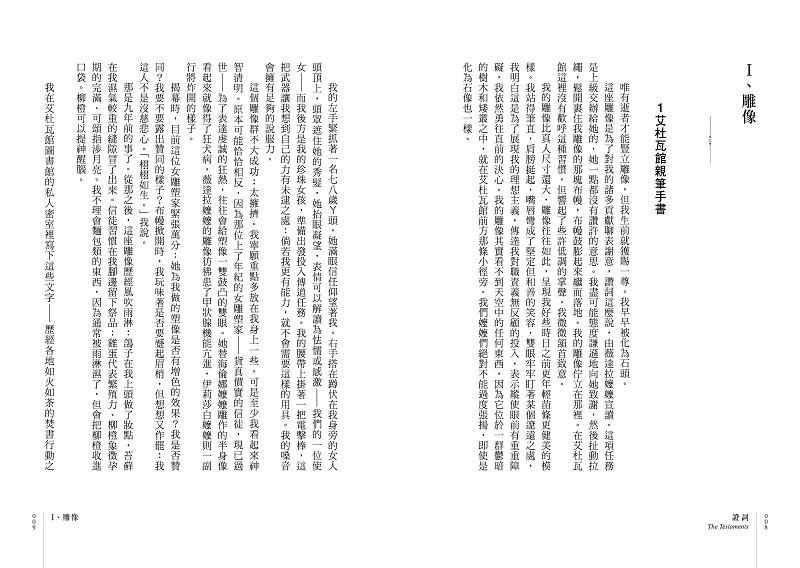 I、雕像
1 艾杜瓦館親筆手書
唯有逝者才能豎立雕像，但我生前就獲賜一尊。我早早被化為石頭。
這座雕像是為了對我的諸多貢獻聊表謝意，讚詞這麼說，由薇達拉嬤嬤宣讀。這項任務
是上級交辦給她的，她一點都沒有讚許的意思。我盡可能態度謙遜地向她致謝，然後扯動拉
繩，鬆開裹住我雕像的那塊布幔，布幔鼓膨起來繼而落地。我的雕像佇立在那裡。在艾杜瓦
館這裡沒有歡呼這種習慣，但響起了些許低調的掌聲。我微微頷首致意。
我的雕像比真人尺寸還大，雕像往往如此，呈現我好些時日之前更年輕苗條更健美的模
樣。我站得筆直，肩膀挺起，嘴唇彎成了堅定但和善的笑容，雙眼牢牢盯著某個遼遠之處，
我明白這是為了展現我的理想主義，傳達我對職責義無反顧的投入，表示縱使眼前有重重障
礙，我依然勇往直前的決心。我的雕像其實看不到天空中的任何東西，因為它位於一群鬱暗
的樹木和矮叢之中，就在艾杜瓦館前方那條小徑旁。我們嬤嬤們絕對不能過度張揚，即使是
化為石像也一樣。
我的左手緊抓著一名七八歲丫頭，她滿眼信任仰望著我。右手搭在蹲伏在我身旁的女人
頭頂上，頭罩遮住她的秀髮，她抬眼凝望，表情可以解讀為怯懦或感激——我們的一位使
女——而我後方是我的珍珠女孩，準備出發投入傳道任務。我的腰帶上掛著一把電擊棒，這
把武器讓我想到自己的力有未逮之處：倘若我更有能力，就不會需要這樣的用具。我的嗓音
會擁有足夠的說服力。
這個雕像群不大成功：太擁擠。我寧願重點多放在我身上一些。可是至少我看起來神
智清明。原本可能恰恰相反，因為那位上了年紀的女雕塑家——貨真價實的信徒，現已過
世——為了表達虔誠的狂熱，往往會給塑像一雙鼓凸的雙眼。她替海倫娜嬤嬤雕作的半身像
看起來就像得了狂犬病，薇達拉嬤嬤的雕像彷彿患了甲狀腺機能亢進，伊莉莎白嬤嬤則一副
行將炸開的樣子。
揭幕時，目前這位女雕塑家緊張萬分；她為我做的塑像是否有增色的效果？我是否贊
同？我要不要露出贊同的樣子？布幔掀開時，我玩味著是否要蹙起眉梢，但想想又作罷：我
這人不是沒慈悲心。「栩栩如生。」我說。
那是九年前的事了。從那之後，這座雕像歷經風吹雨淋：鴿子在我上頭做了妝點，苔蘚
在我濕氣較重的縫隙冒了出來。信徒習慣在我腳邊留下祭品：雞蛋代表繁殖力、柳橙象徵孕
期的完滿、可頌指涉月亮。我不理會麵包類的東西，因為通常被雨淋濕了，但會把柳橙收進
口袋。柳橙可以提神醒腦。
我在艾杜瓦館圖書館的私人密室裡寫下這些文字——歷經各地如火如荼的焚書行動之
證詞
The Testaments
008
009
I、雕像